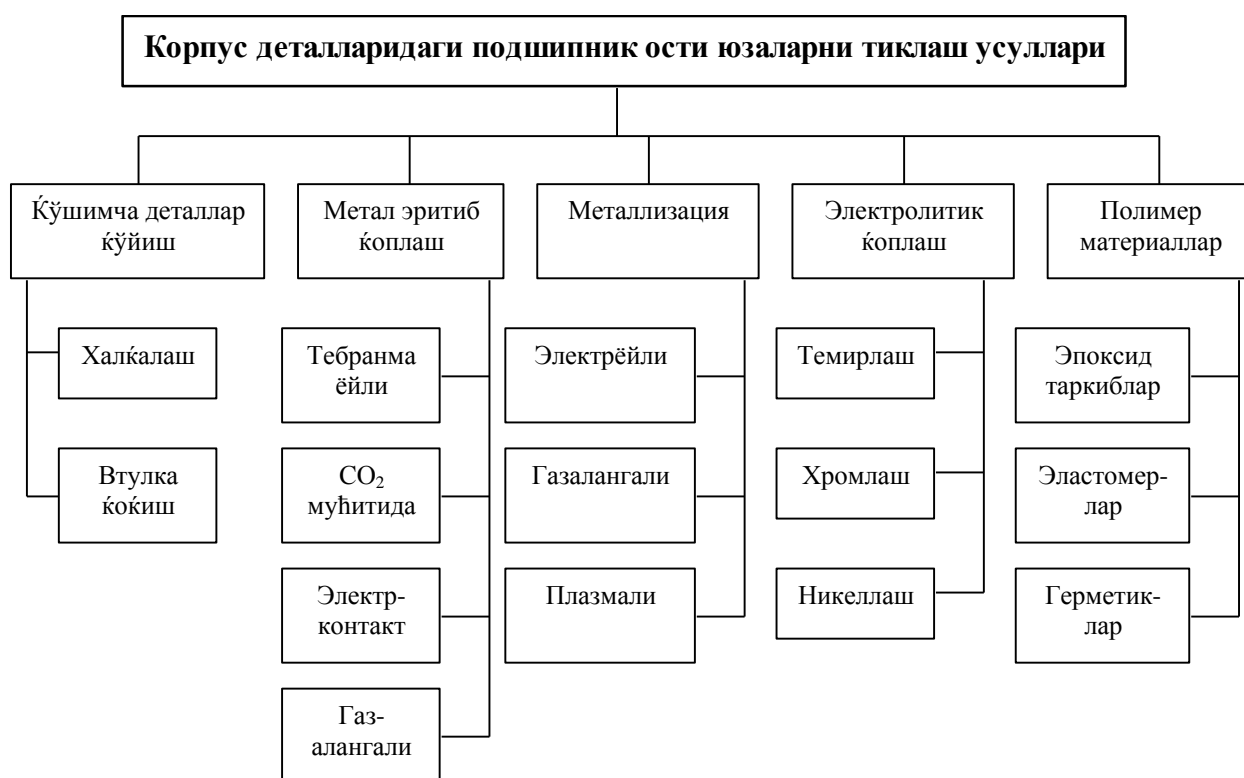 Корпус деталларидаги подшипник ости юзаларни тиклаш усуллари
Ќўшимча деталлар
ќўйиш
Метал эритиб
ќоплаш
Металлизация
Электролитик
ќоплаш
Полимер
материаллар
Халќалаш
Втулка
ќоќиш
Тебранма
ёйли
CO₂
мућитида
Электр-
контакт
Газ-
алангали
Электрёйли
Газалангали
Плазмали
Темирлаш
Хромлаш
Никеллаш
Эпоксид
таркиблар
Эластомер-
лар
Герметик-
лар